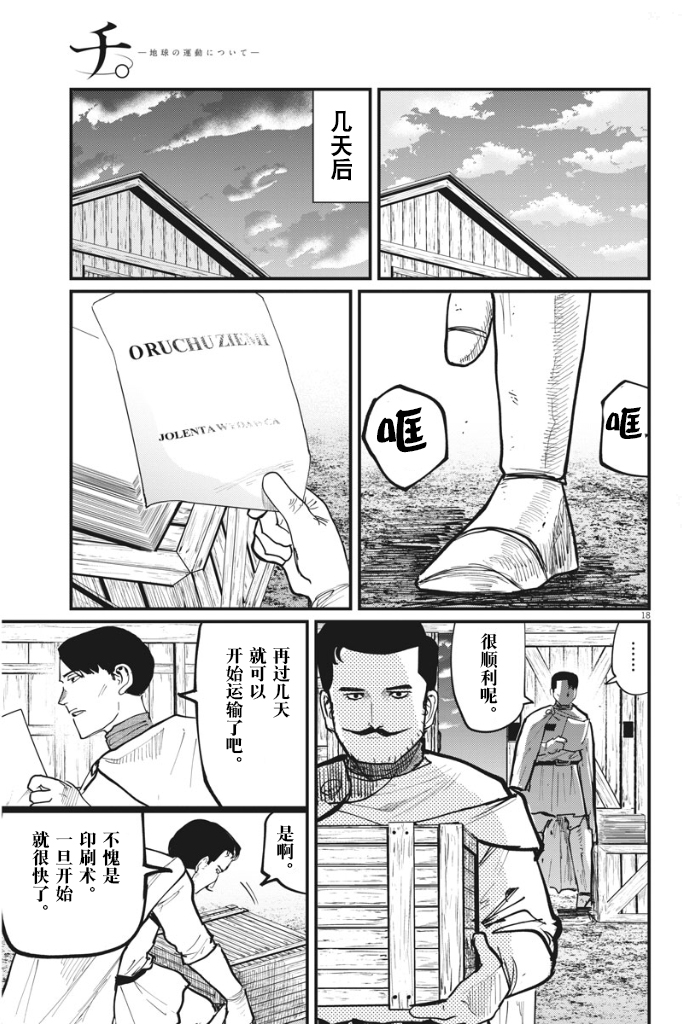 チ。
—地球の運動について—
几天后
哐
哐
O RUCHU ZIEMI
JOLENTA
18
……
很顺利呢。
再过几天
就可以
开始运输了吧。
是啊。
不愧是
印刷术。
一旦开始
就很快了。